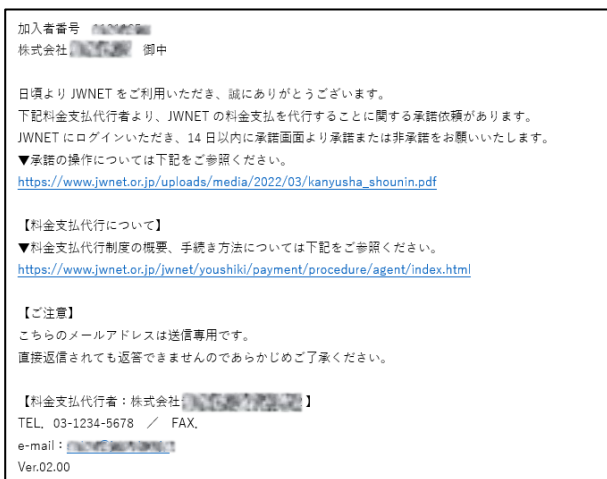 加入者番号
株式会社 御中
日頃より JWNET をご利用いただき、誠にありがとうございます。
下記料金支払代行者より、JWNET の料金支払を代行することに関する承諾依頼があります。
JWNET にログインいただき、14 日以内に承諾画面より承諾または非承諾をお願いいたします。
▼承諾の操作については下記をご参照ください。
https://www.jwnet.or.jp/uploads/media/2022/03/kanyusha_shounin.pdf
【料金支払代行について】
▼料金支払代行制度の概要、手続き方法については下記をご参照ください。
https://www.jwnet.or.jp/jwnet/youshiki/payment/procedure/agent/index.html
【ご注意】
こちらのメールアドレスは送信専用です。
直接返信されても返答できませんのであらかじめご了承ください。
【料金支払代行者：株式会社 】
TEL. 03-1234-5678 ／ FAX.
e-mail：
Ver.02.00